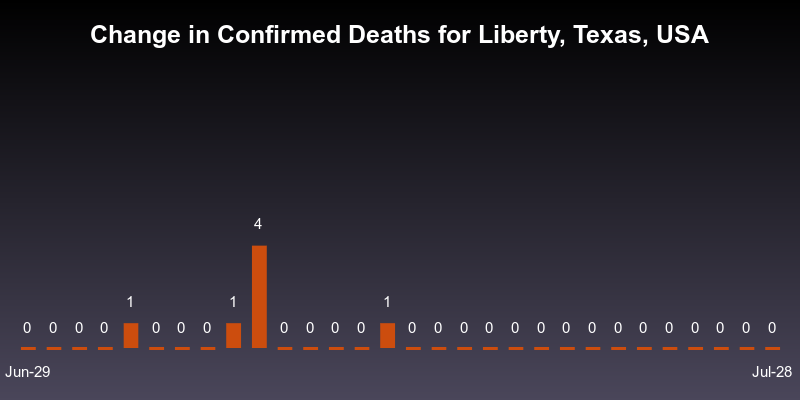 Change in Confirmed Deaths for Liberty, Texas, USA
4
1 1 1
0 0 0 0 0 0 0 0 0 0 0 0 0 0 0 0 0 0 0 0 0 0 0 0 0 0
Jun-29 Jul-28